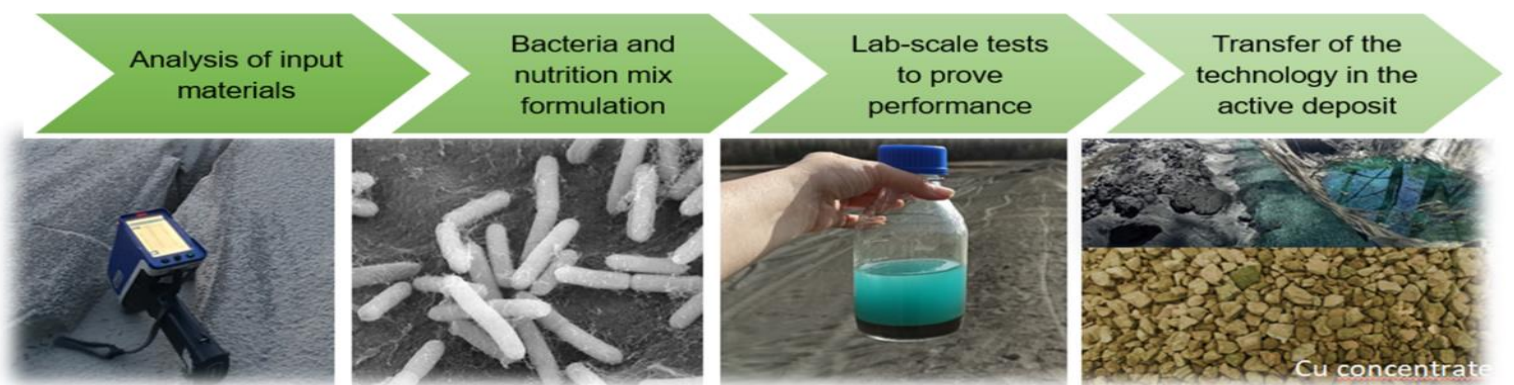 Analysis of input
materials
Bacteria and
nutrition mix
formulation
Lab-scale tests
to prove
performance
Transfer of the
technology in the
active deposit
Cu concentrate